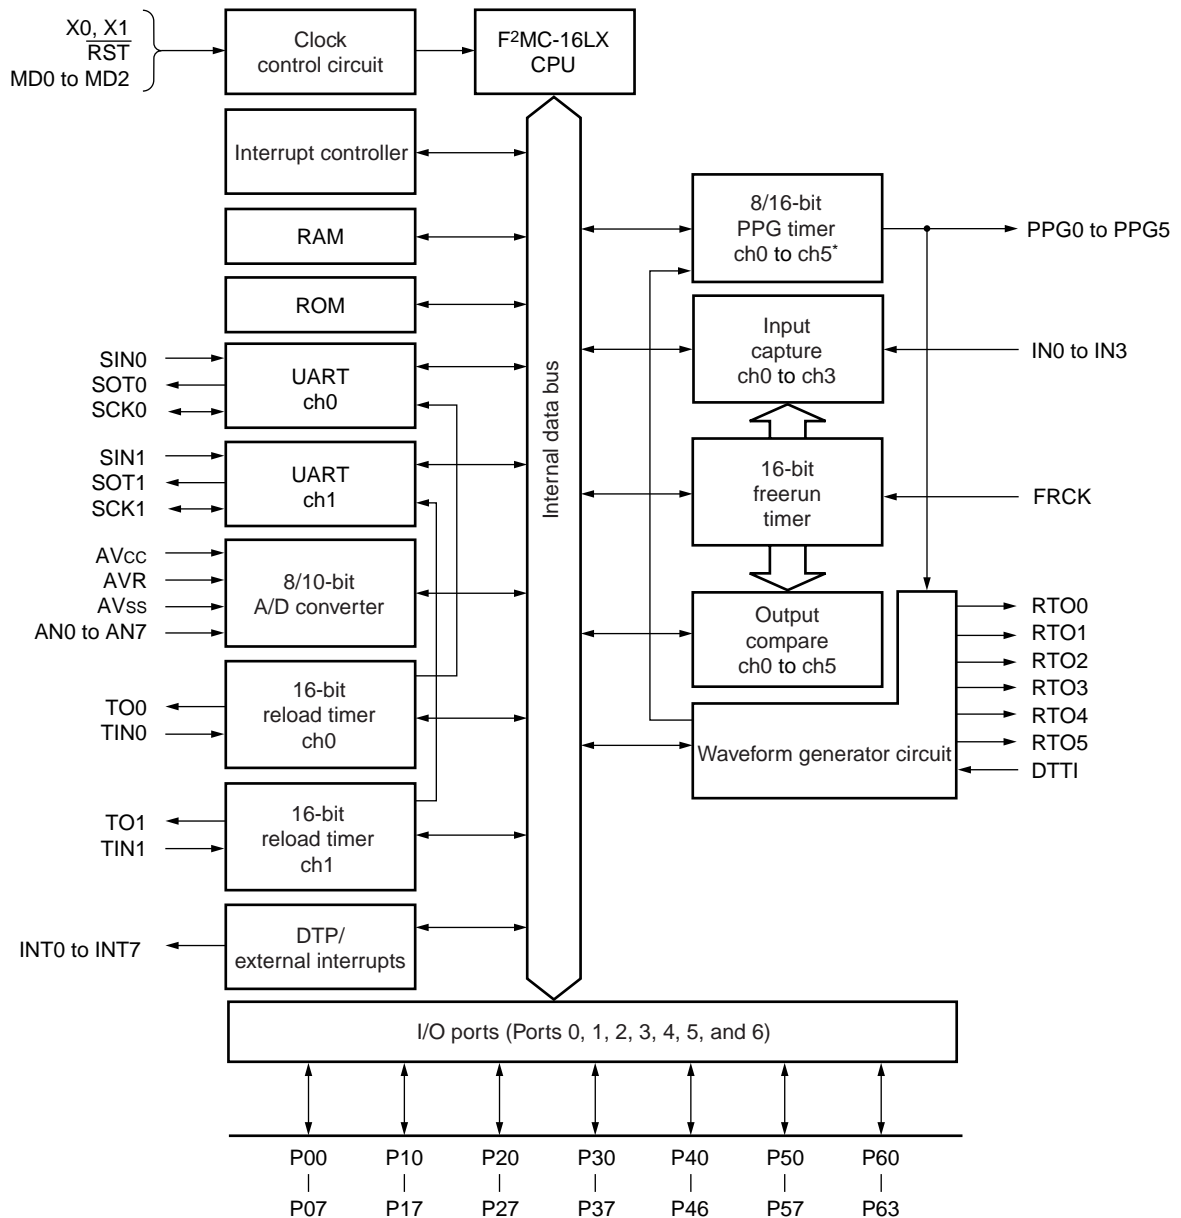 X0, X1
RST
MD0 to MD2
Clock
control circuit
F2MC-16LX
CPU
Interrupt controller
RAM
ROM
SIN0
SOT0
SCK0
UART
ch0
SIN1
SOT1
SCK1
UART
ch1
AVCC
AVR
AVSS
AN0 to AN7
8/10-bit
A/D converter
TO0
TIN0
16-bit
reload timer
ch0
TO1
TIN1
16-bit
reload timer
ch1
INT0 to INT7
DTP/
external interrupts
Internal data bus
8/16-bit
PPG timer
ch0 to ch5*
PPG0 to PPG5
Input
capture
ch0 to ch3
IN0 to IN3
16-bit
freerun
timer
FRCK
Output
compare
ch0 to ch5
Waveform generator circuit
RTO0
RTO1
RTO2
RTO3
RTO4
RTO5
DTTI
I/O ports (Ports 0, 1, 2, 3, 4, 5, and 6)
P00 P10 P20 P30 P40 P50 P60
P07 P17 P27 P37 P46 P57 P63